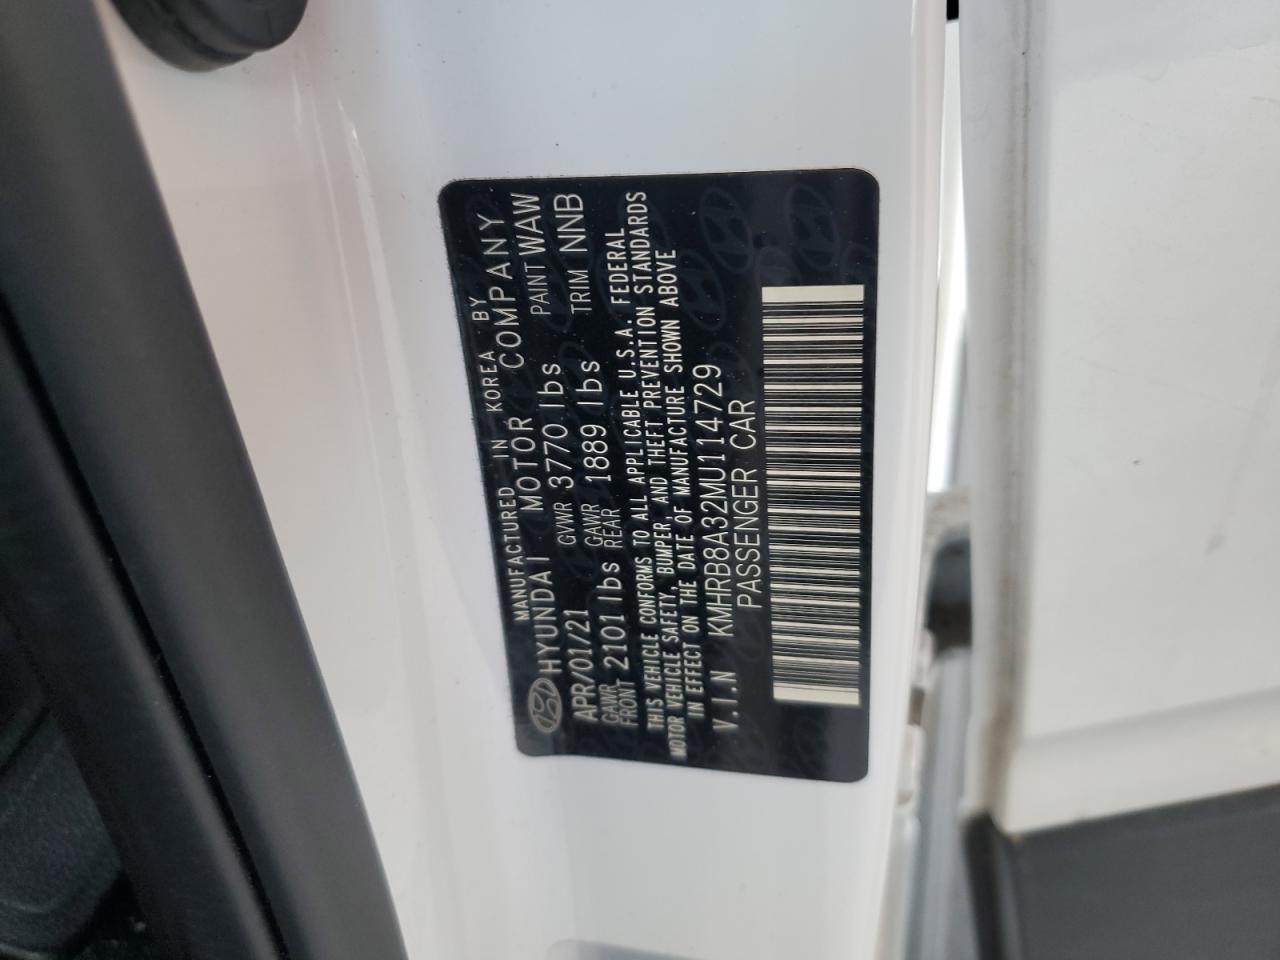 MANUFACTURED IN KOREA BY
HYUNDAI MOTOR COMPANY
APR/01/21 GVWR 3770 lbs PAINT WAW
GAWR FRONT 2101 lbs GAWR REAR 1889 lbs TRIM NNB
THIS VEHICLE CONFORMS TO ALL APPLICABLE U.S.A. FEDERAL
MOTOR VEHICLE SAFETY, BUMPER, AND THEFT PREVENTION STANDARDS
IN EFFECT ON THE DATE OF MANUFACTURE SHOWN ABOVE
V.I.N KMHRB8A32MU114729
PASSENGER CAR